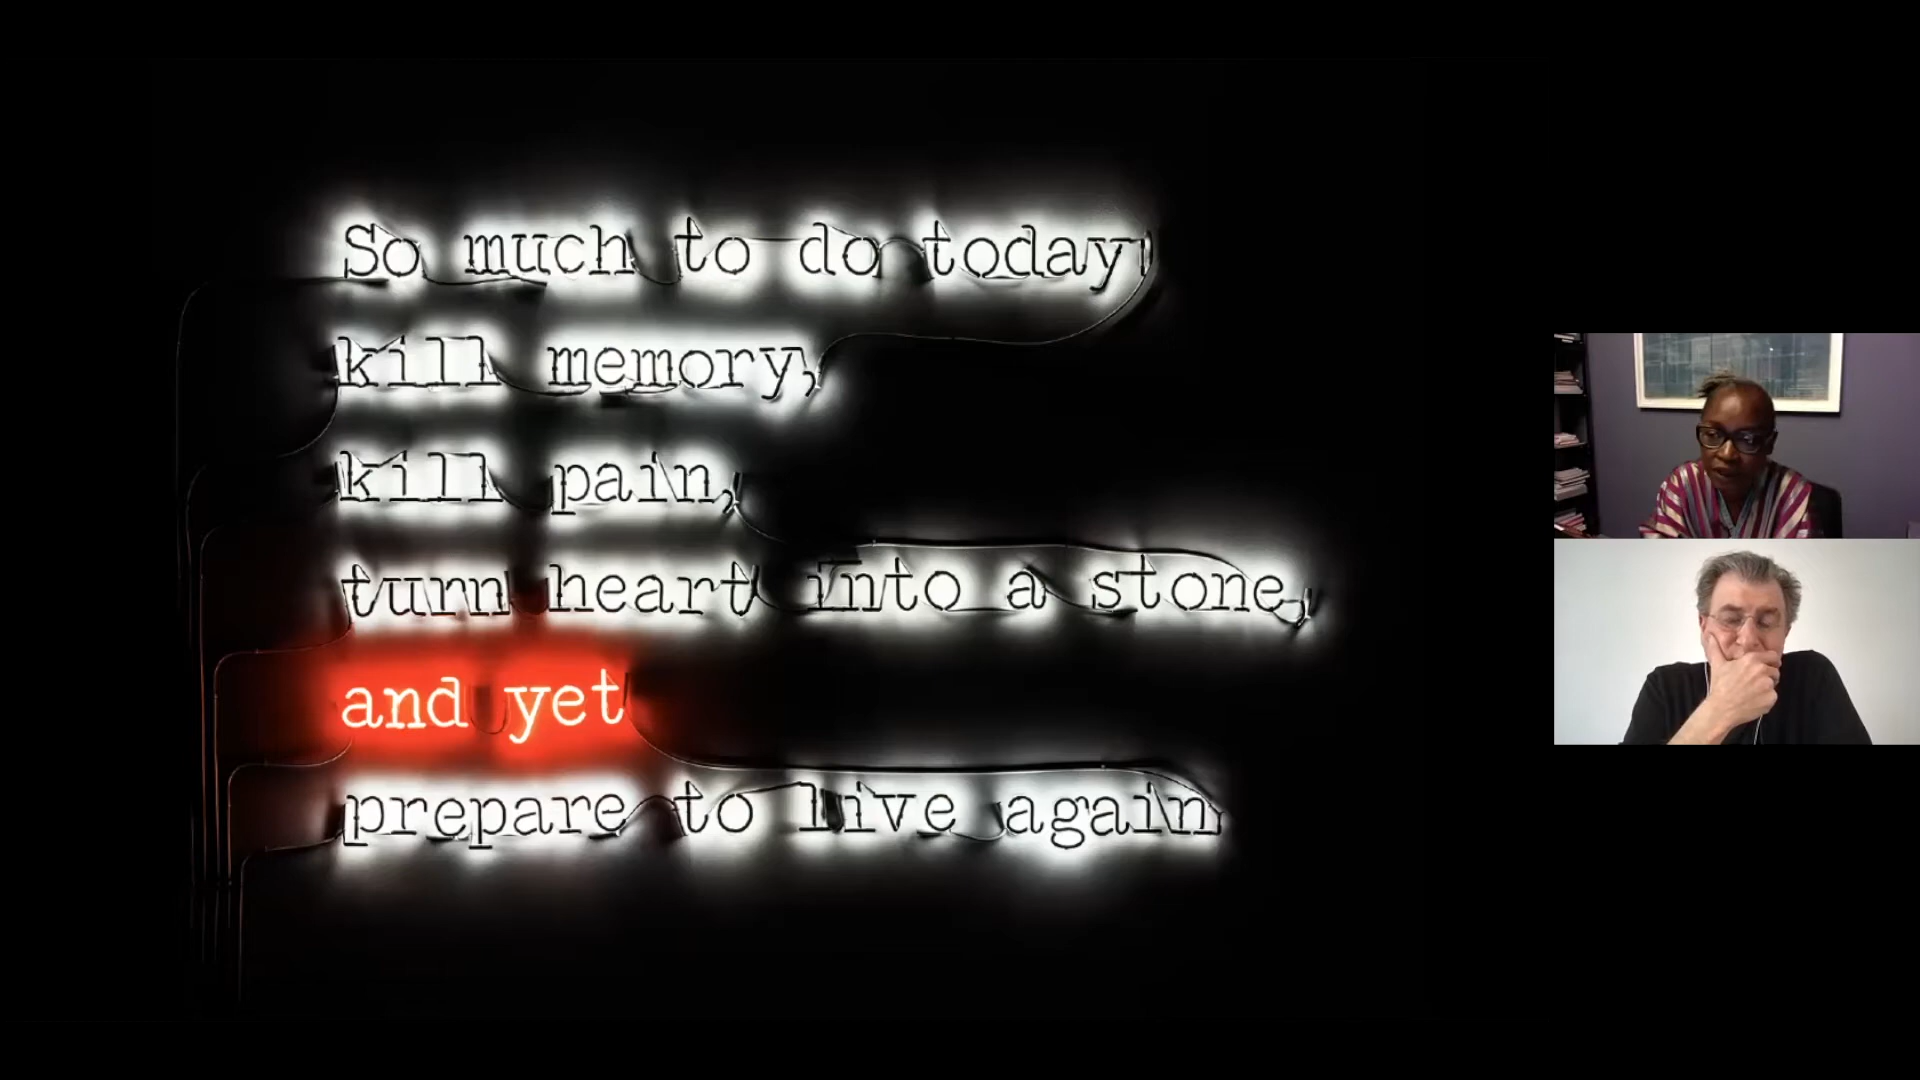 So much to do today:
kill memory,
kill pain,
turn heart into a stone,
and yet
prepare to live again